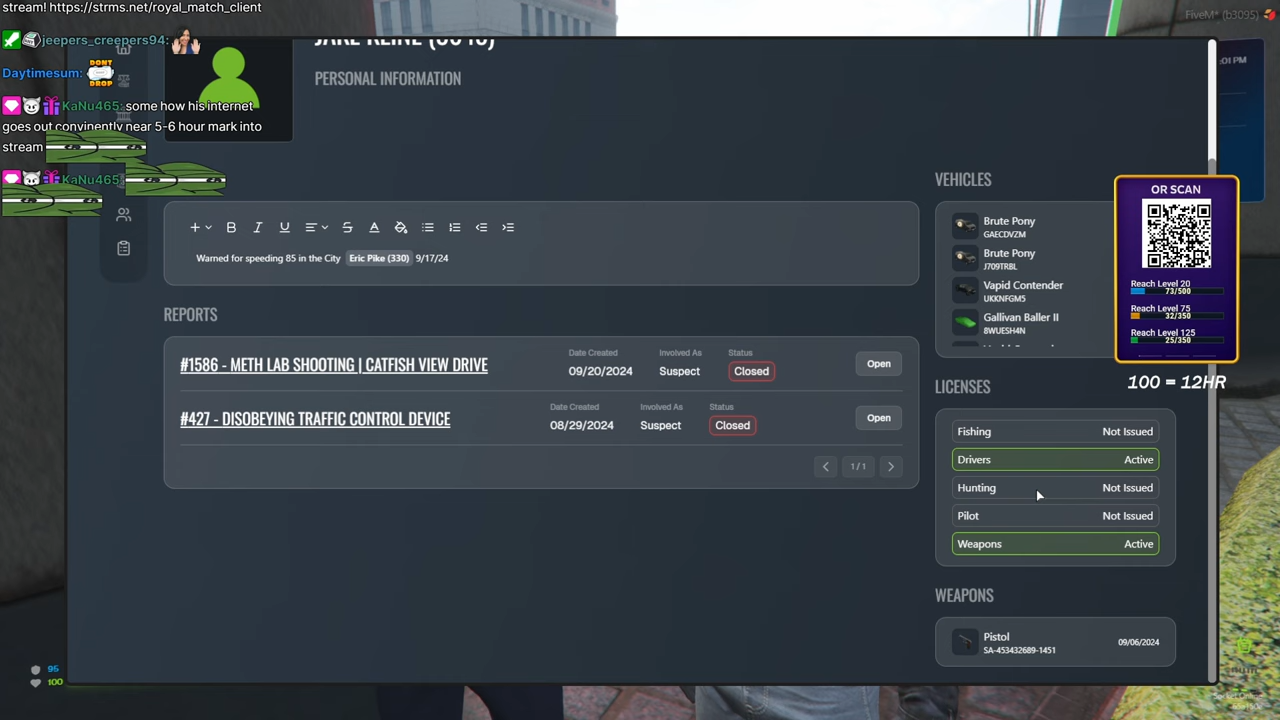 stream! https://strms.net/royal_match_client
jeepers_creepers94:
Daytimesum: DONT DROP
KaNu465: some how his internet
goes out convinently near 5-6 hour mark into
stream
KaNu465:
FiveM* (b3095)
:01 PM
PERSONAL INFORMATION
Warned for speeding 85 in the City Eric Pike (330) 9/17/24
REPORTS
#1586 - METH LAB SHOOTING | CATFISH VIEW DRIVE
Date Created
09/20/2024
Involved As
Suspect
Status
Closed
Open
#427 - DISOBEYING TRAFFIC CONTROL DEVICE
Date Created
08/29/2024
Involved As
Suspect
Status
Closed
Open
1 / 1
VEHICLES
Brute Pony
GAECDVZM
Brute Pony
J709TRBL
Vapid Contender
UKKNFGM5
Gallivan Baller II
8WUESH4N
LICENSES
Fishing Not Issued
Drivers Active
Hunting Not Issued
Pilot Not Issued
Weapons Active
WEAPONS
Pistol
SA-453432689-1451
09/06/2024
OR SCAN
Reach Level 20
73/500
Reach Level 75
32/350
Reach Level 125
25/350
100 = 12HR
95
100